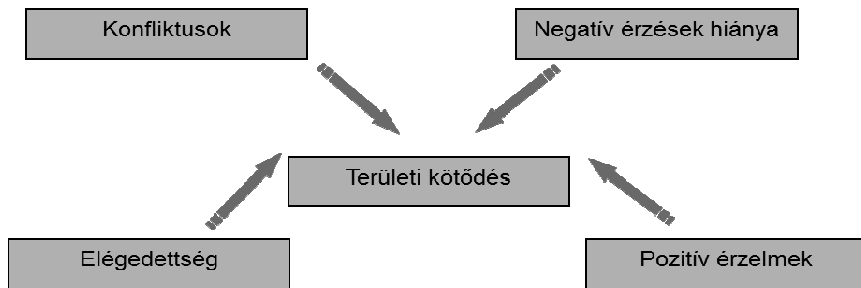 Konfliktusok
Negatív érzések hiánya
Területi kötődés
Elégedettség
Pozitív érzelmek